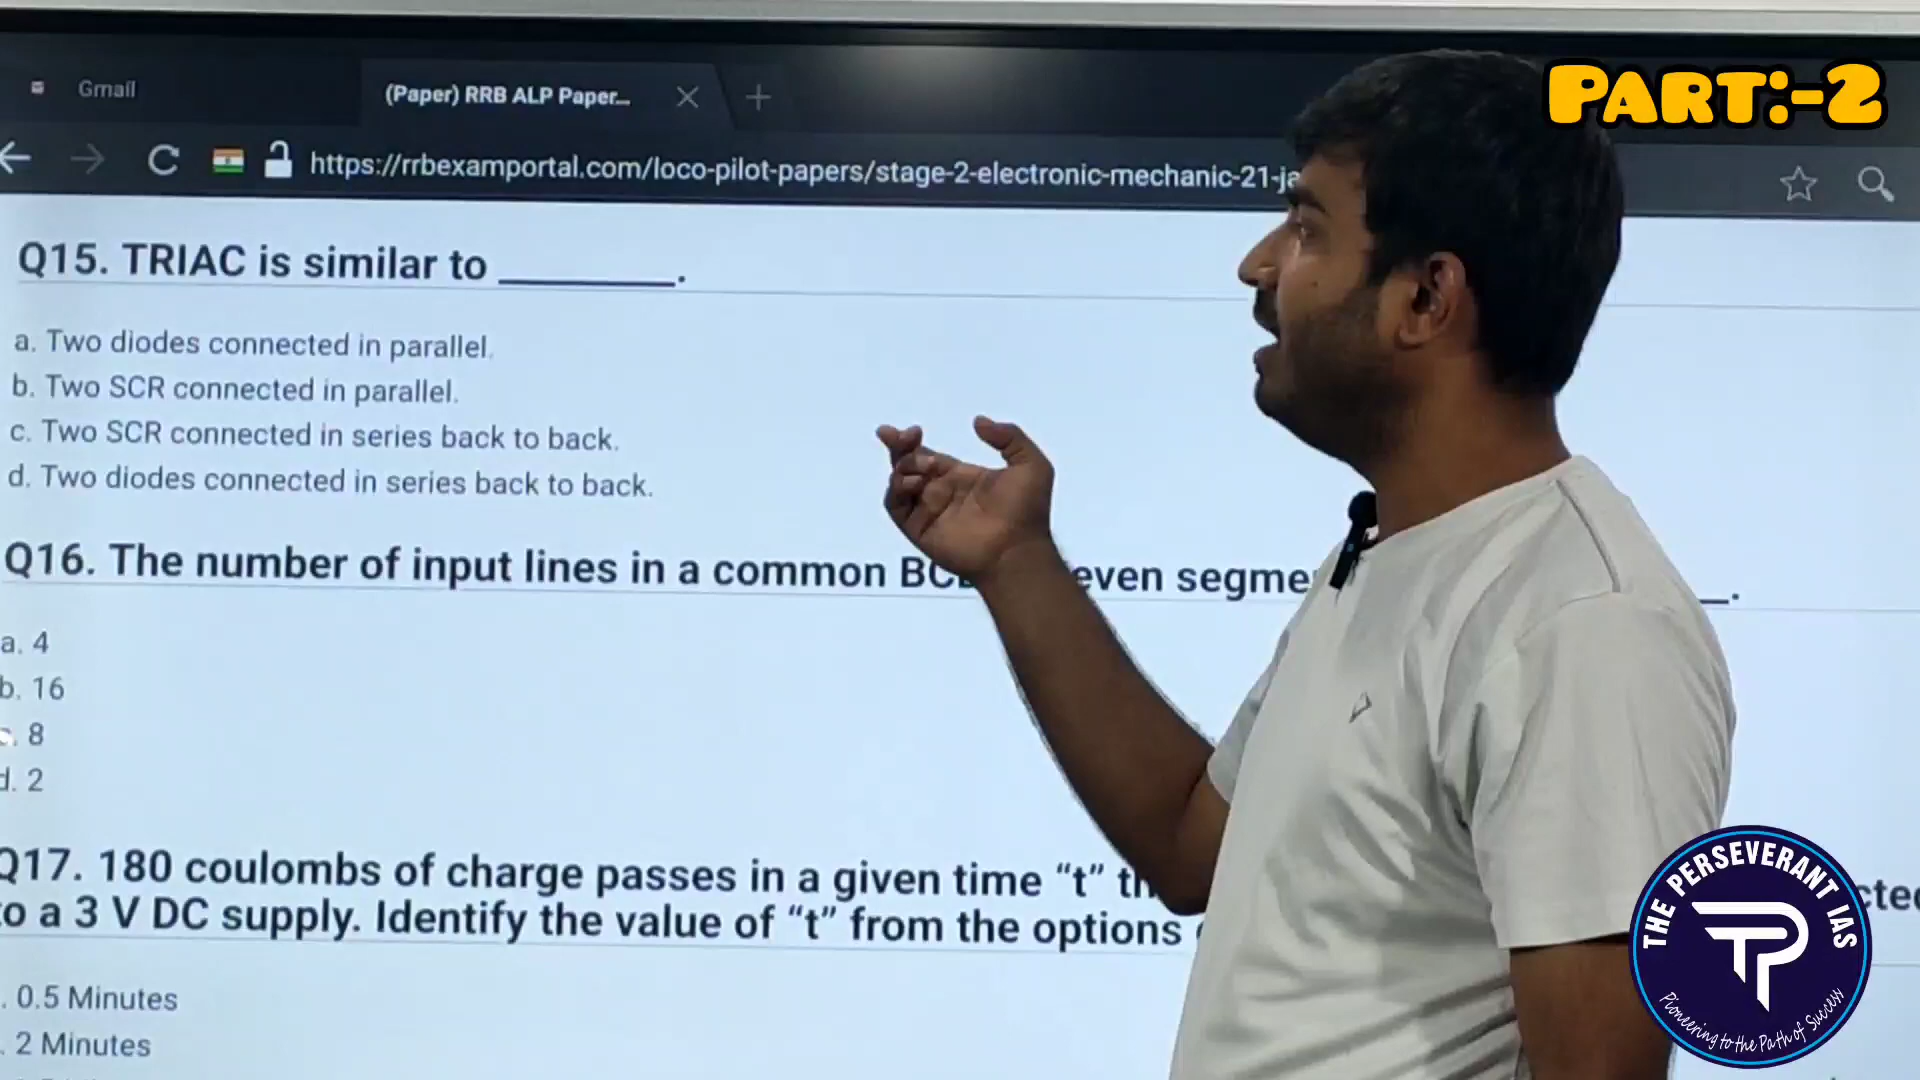 PART:-2
Gmail
(Paper) RRB ALP Paper...
https://rrbexamportal.com/loco-pilot-papers/stage-2-electronic-mechanic-21-ja
Q15. TRIAC is similar to ________.
a. Two diodes connected in parallel.
b. Two SCR connected in parallel.
c. Two SCR connected in series back to back.
d. Two diodes connected in series back to back.
Q16. The number of input lines in a common even __.
a. 4
b. 16
. 8
d. 2
Q17. 180 coulombs of charge passes in a given time “t”
o a 3 V DC supply. Identify the value of “t” from the options
. 0.5 Minutes
. 2 Minutes
THE PERSEVERANT IAS
TP
Pioneering to the Path of Success